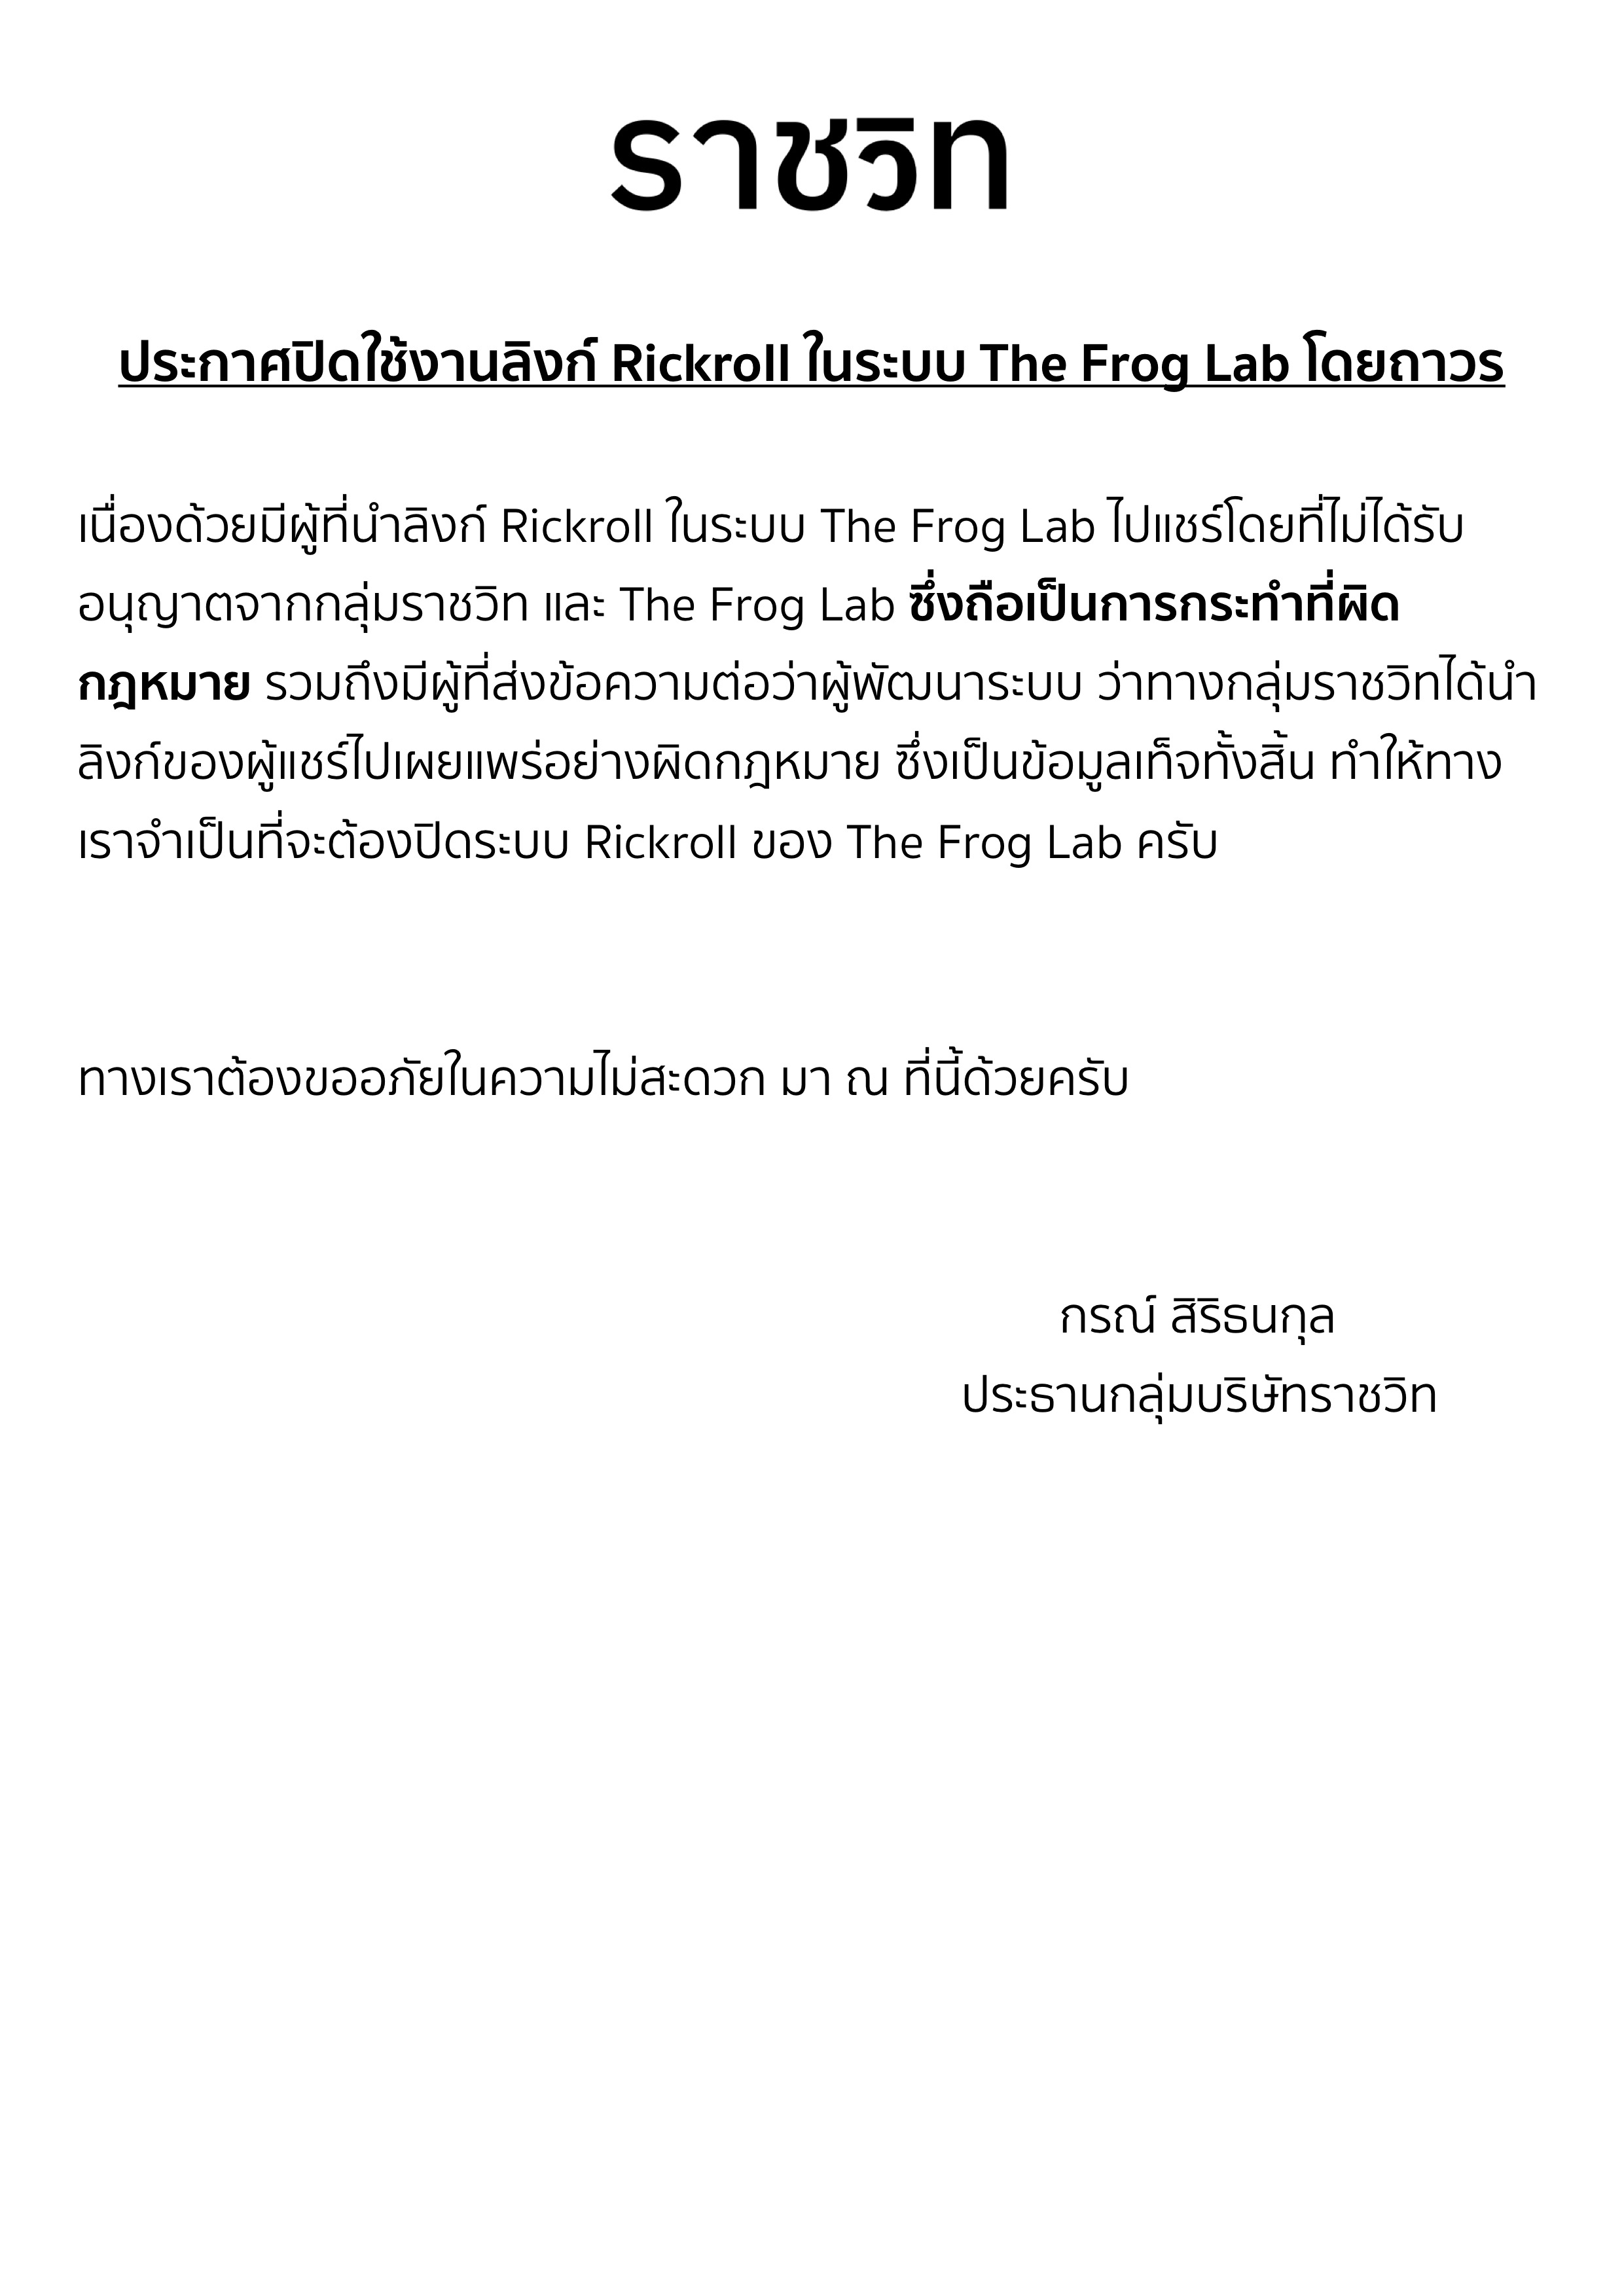 ราชวิท
ประกาศปิดใช้งานลิงก์ Rickroll ในระบบ The Frog Lab โดยถาวร
เนื่องด้วยมีผู้ที่นำลิงก์ Rickroll ในระบบ The Frog Lab ไปแชร์โดยที่ไม่ได้รับ
อนุญาตจากกลุ่มราชวิท และ The Frog Lab ซึ่งถือเป็นการกระทำที่ผิด
กฎหมาย รวมถึงมีผู้ที่ส่งข้อความต่อว่าผู้พัฒนาระบบ ว่าทางกลุ่มราชวิทได้นำ
ลิงก์ของผู้แชร์ไปเผยแพร่อย่างผิดกฎหมาย ซึ่งเป็นข้อมูลเท็จทั้งสิ้น ทำให้ทาง
เราจำเป็นที่จะต้องปิดระบบ Rickroll ของ The Frog Lab ครับ
ทางเราต้องขออภัยในความไม่สะดวก มา ณ ที่นี้ด้วยครับ
กรณ์ สิริธนกุล
ประธานกลุ่มบริษัทราชวิท